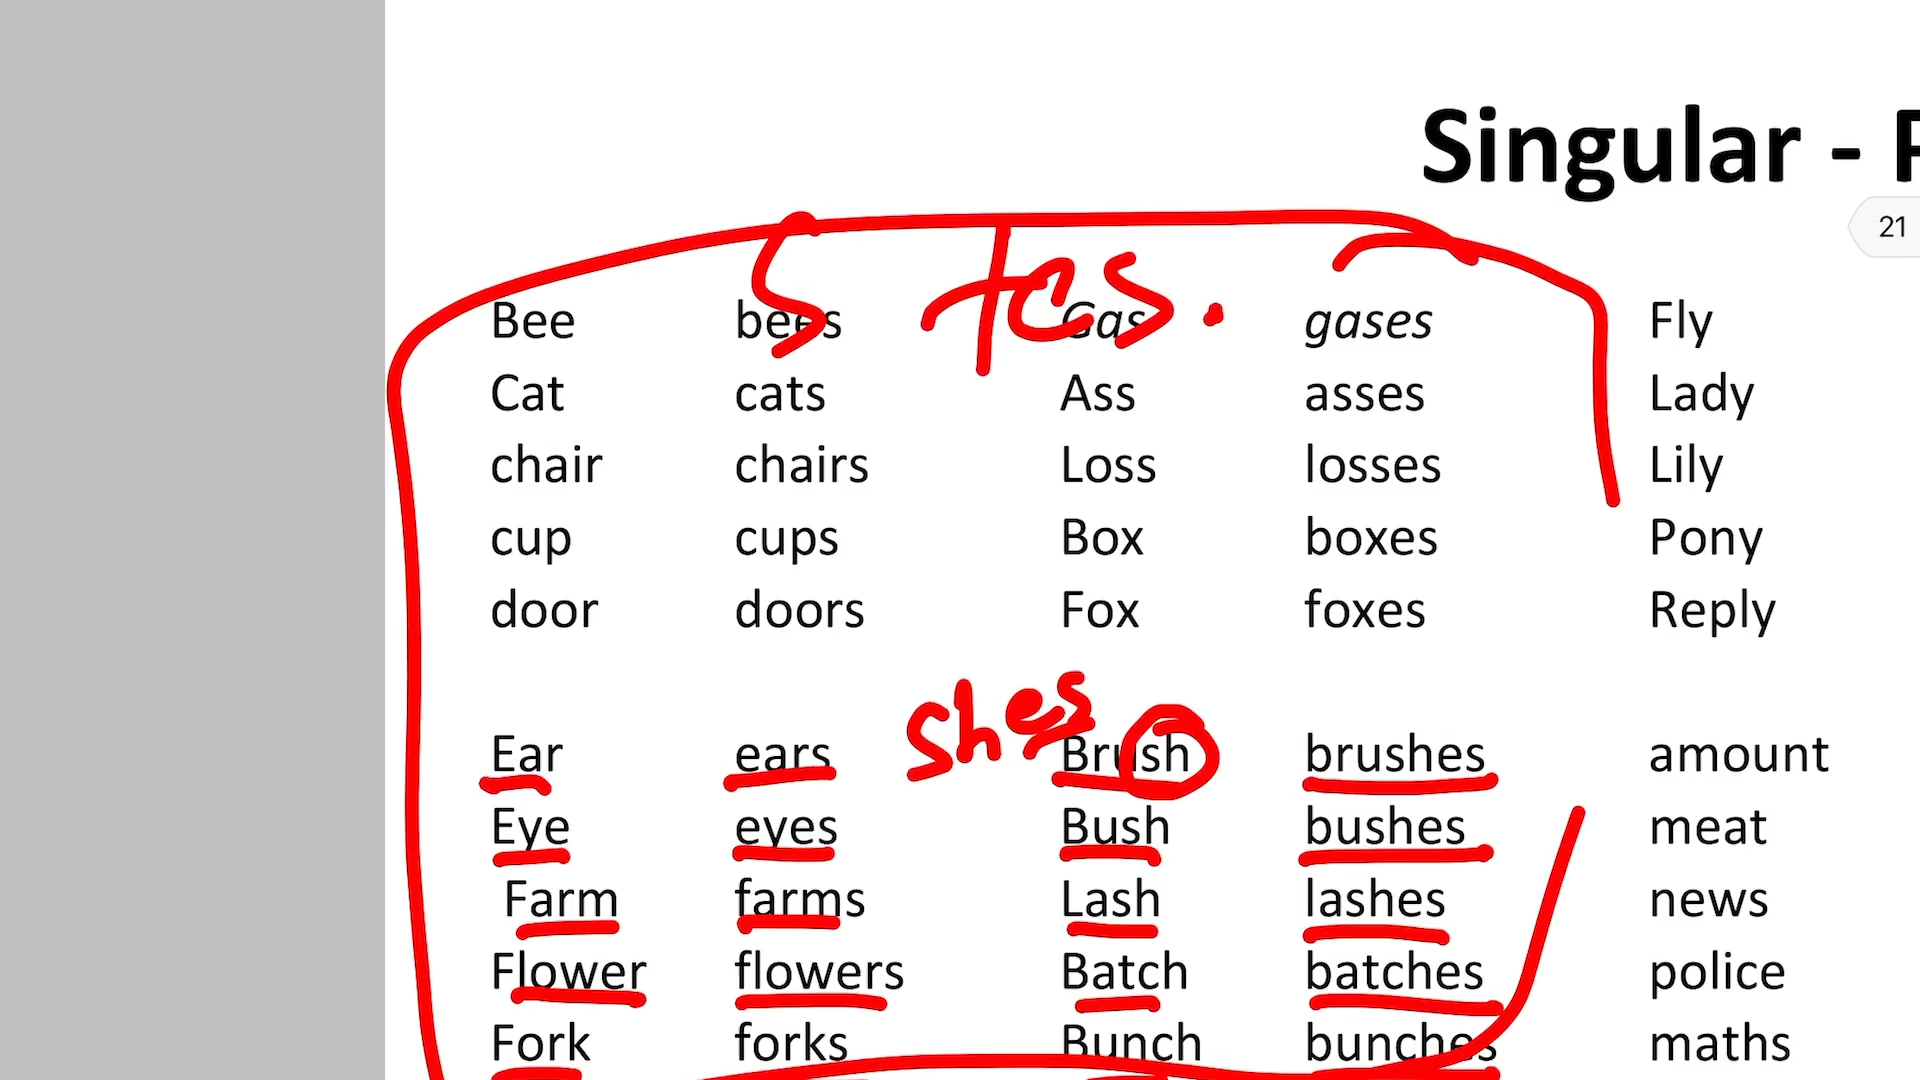 Singular -
21
s + es.
Bee bees Gas gases Fly
Cat cats Ass asses Lady
chair chairs Loss losses Lily
cup cups Box boxes Pony
door doors Fox foxes Reply
shes
Ear ears Brush brushes amount
Eye eyes Bush bushes meat
Farm farms Lash lashes news
Flower flowers Batch batches police
Fork forks Bunch bunches maths